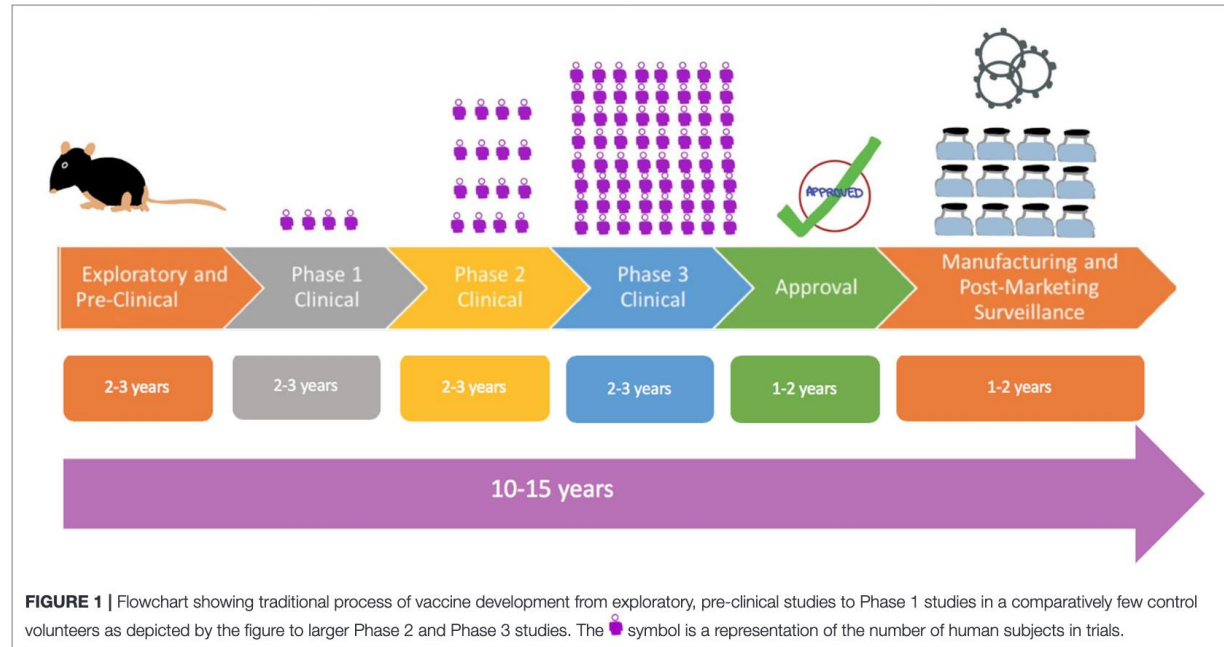 APPROVED
Exploratory and
Pre-Clinical
Phase 1
Clinical
Phase 2
Clinical
Phase 3
Clinical
Approval
Manufacturing and
Post-Marketing
Surveillance
2-3 years
2-3 years
2-3 years
2-3 years
1-2 years
1-2 years
10-15 years
FIGURE 1 | Flowchart showing traditional process of vaccine development from exploratory, pre-clinical studies to Phase 1 studies in a comparatively few control
volunteers as depicted by the figure to larger Phase 2 and Phase 3 studies. The symbol is a representation of the number of human subjects in trials.